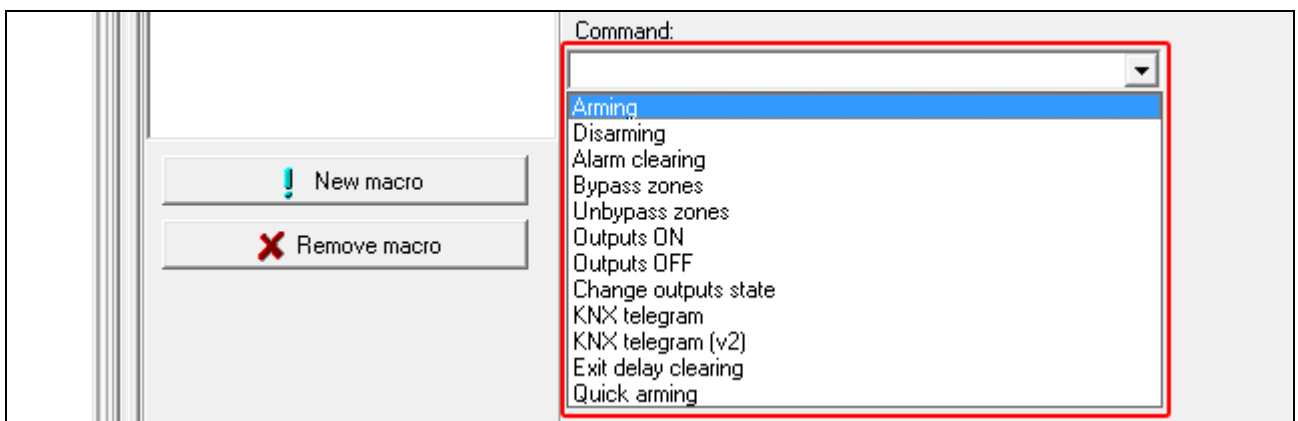 Command:
Arming
Disarming
Alarm clearing
Bypass zones
Unbypass zones
Outputs ON
Outputs OFF
Change outputs state
KNX telegram
KNX telegram (v2)
Exit delay clearing
Quick arming
New macro
Remove macro